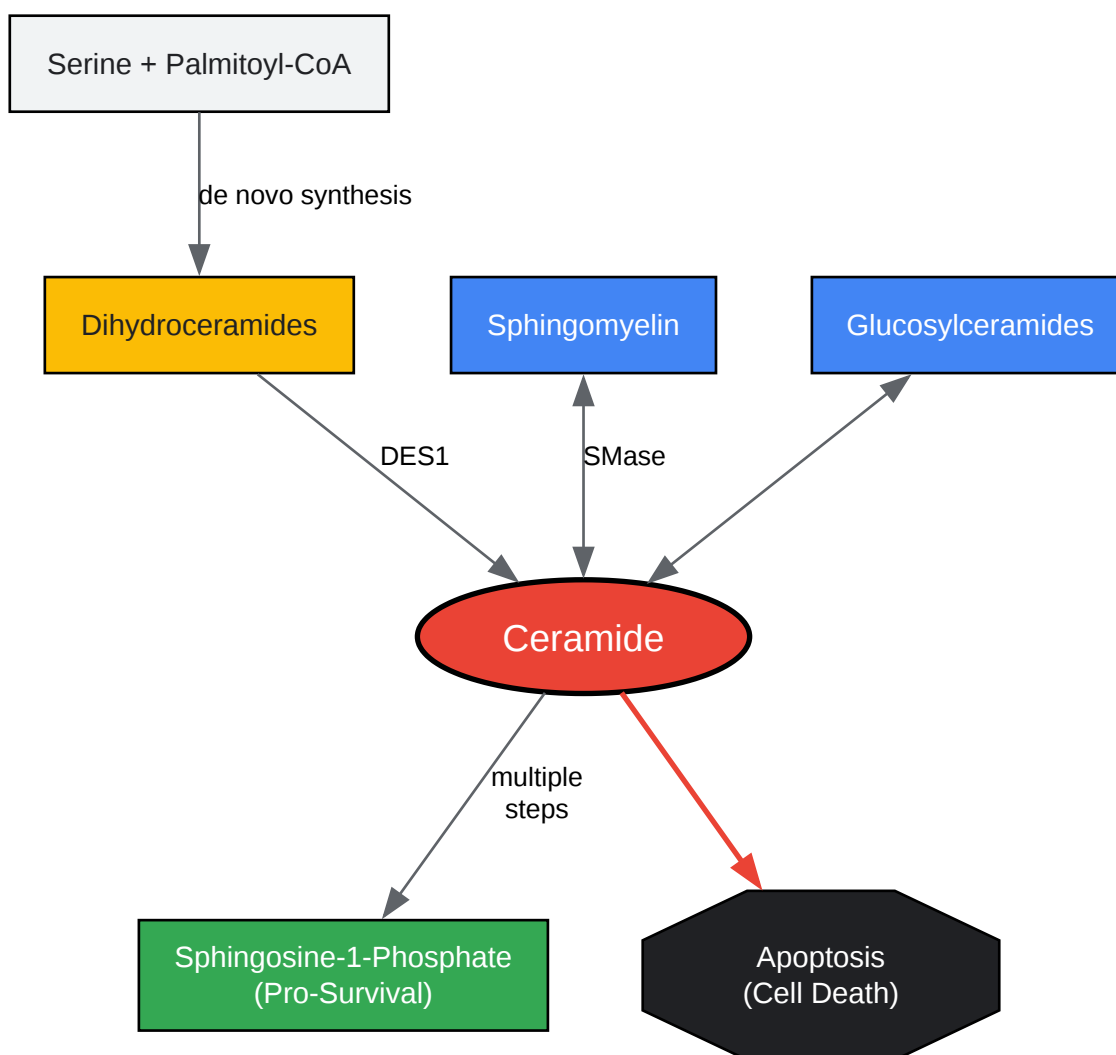 Serine + Palmitoyl-CoA
de novo synthesis
Dihydroceramides
Sphingomyelin
Glucosylceramides
DES1
SMase
Ceramide
multiple
steps
Sphingosine-1-Phosphate
(Pro-Survival)
Apoptosis
(Cell Death)